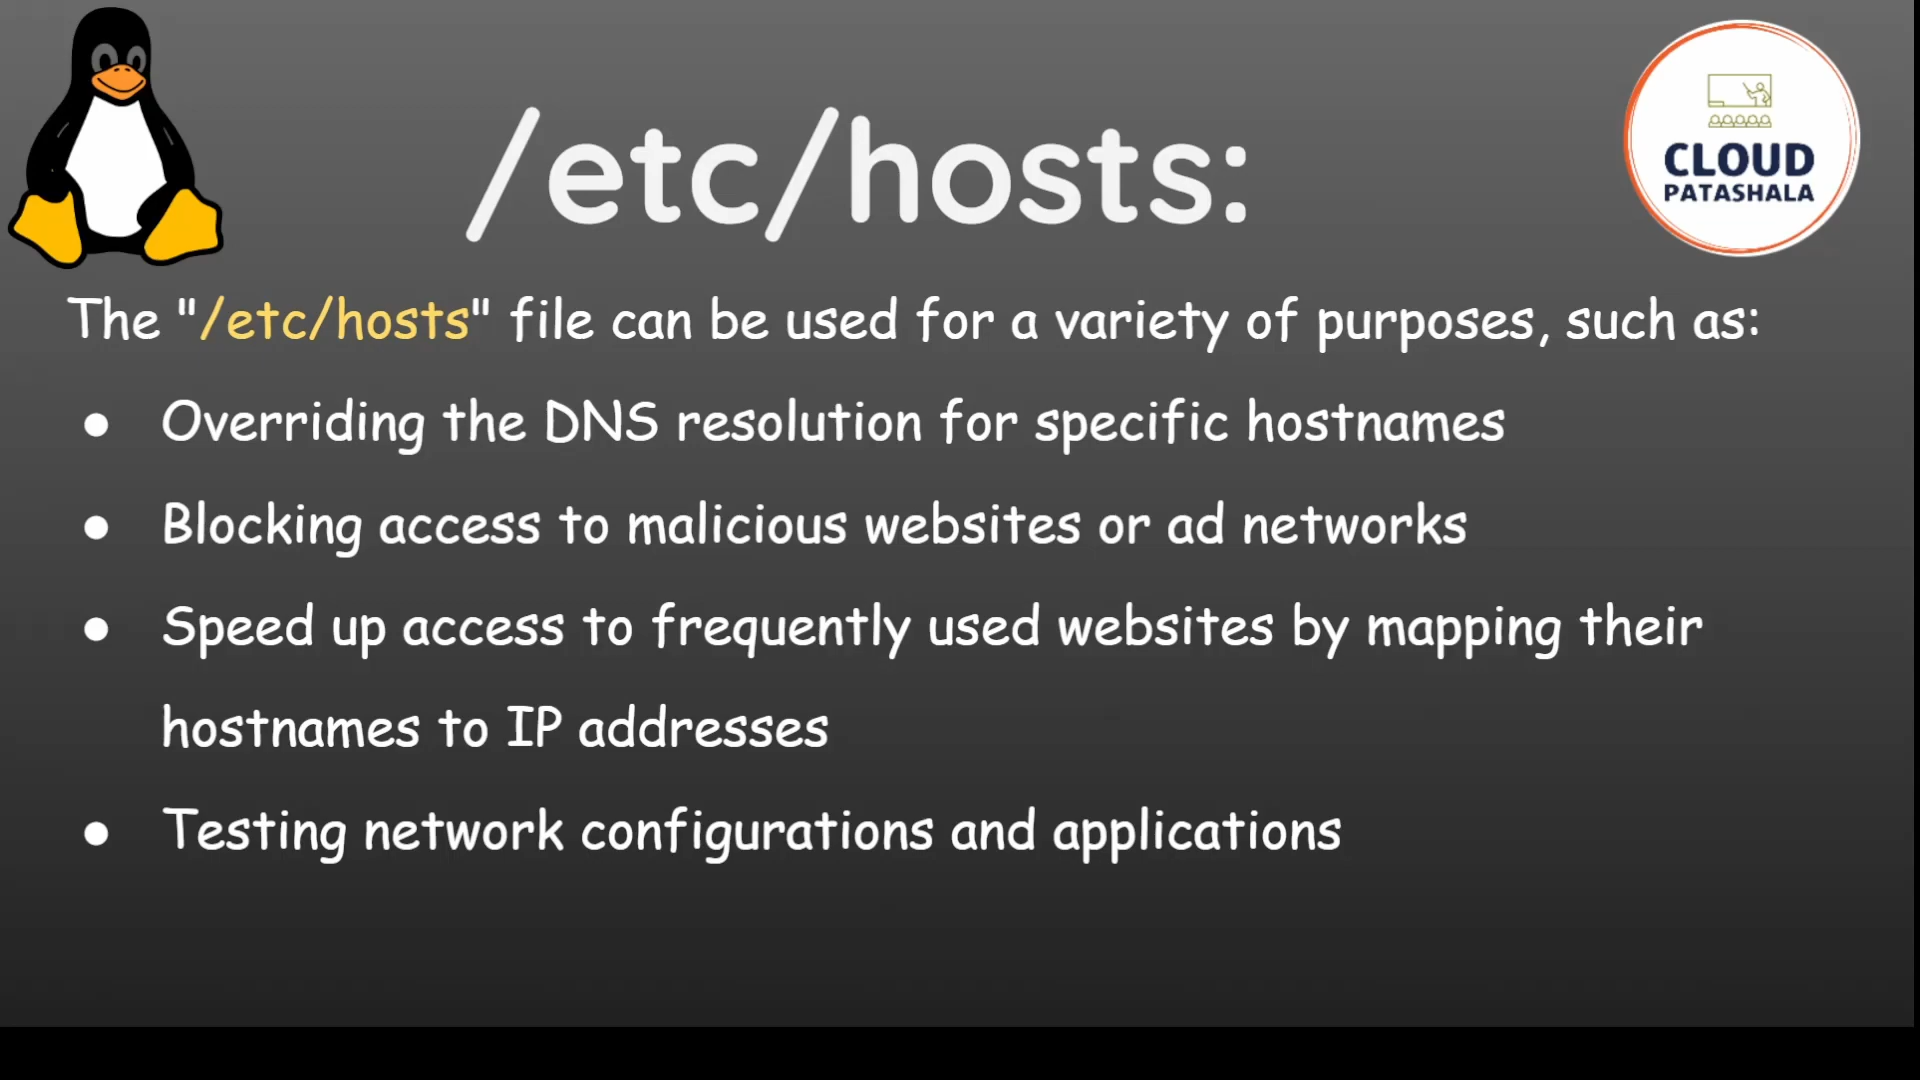 /etc/hosts:
CLOUD
PATASHALA
The "/etc/hosts" file can be used for a variety of purposes, such as:
● Overriding the DNS resolution for specific hostnames
● Blocking access to malicious websites or ad networks
● Speed up access to frequently used websites by mapping their
hostnames to IP addresses
● Testing network configurations and applications